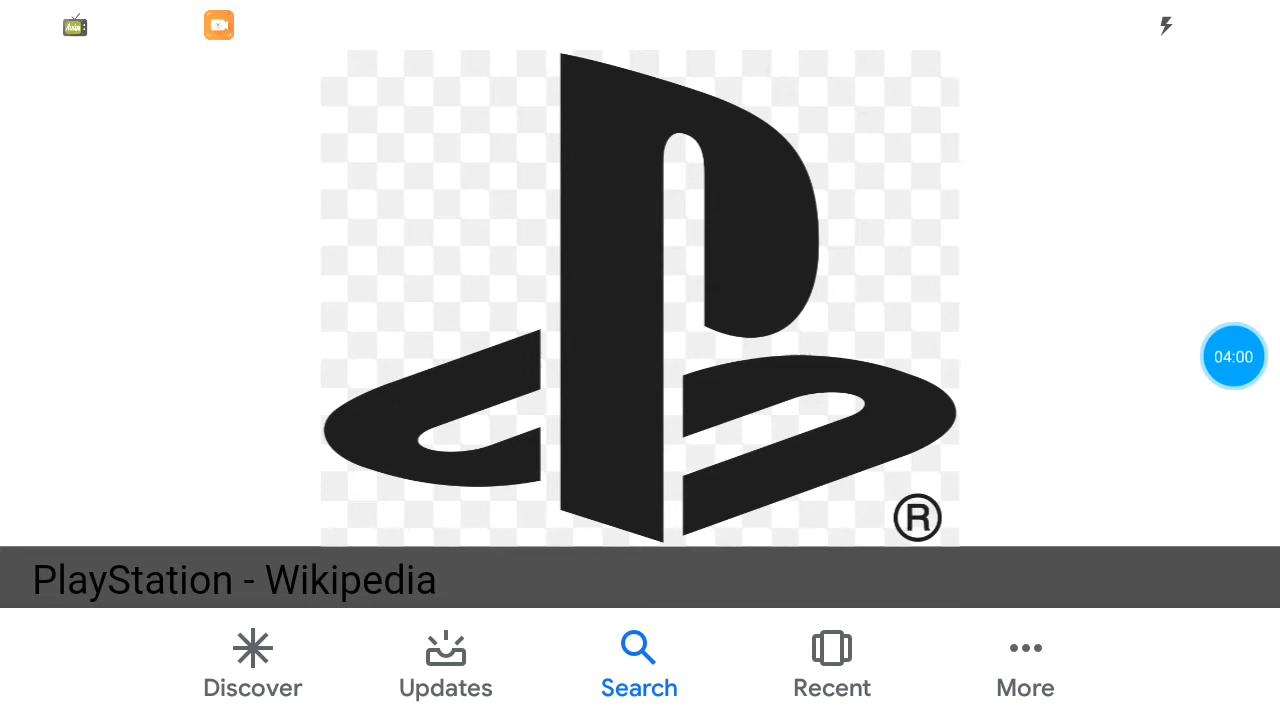 04:00
®
PlayStation - Wikipedia
Discover
Updates
Search
Recent
More